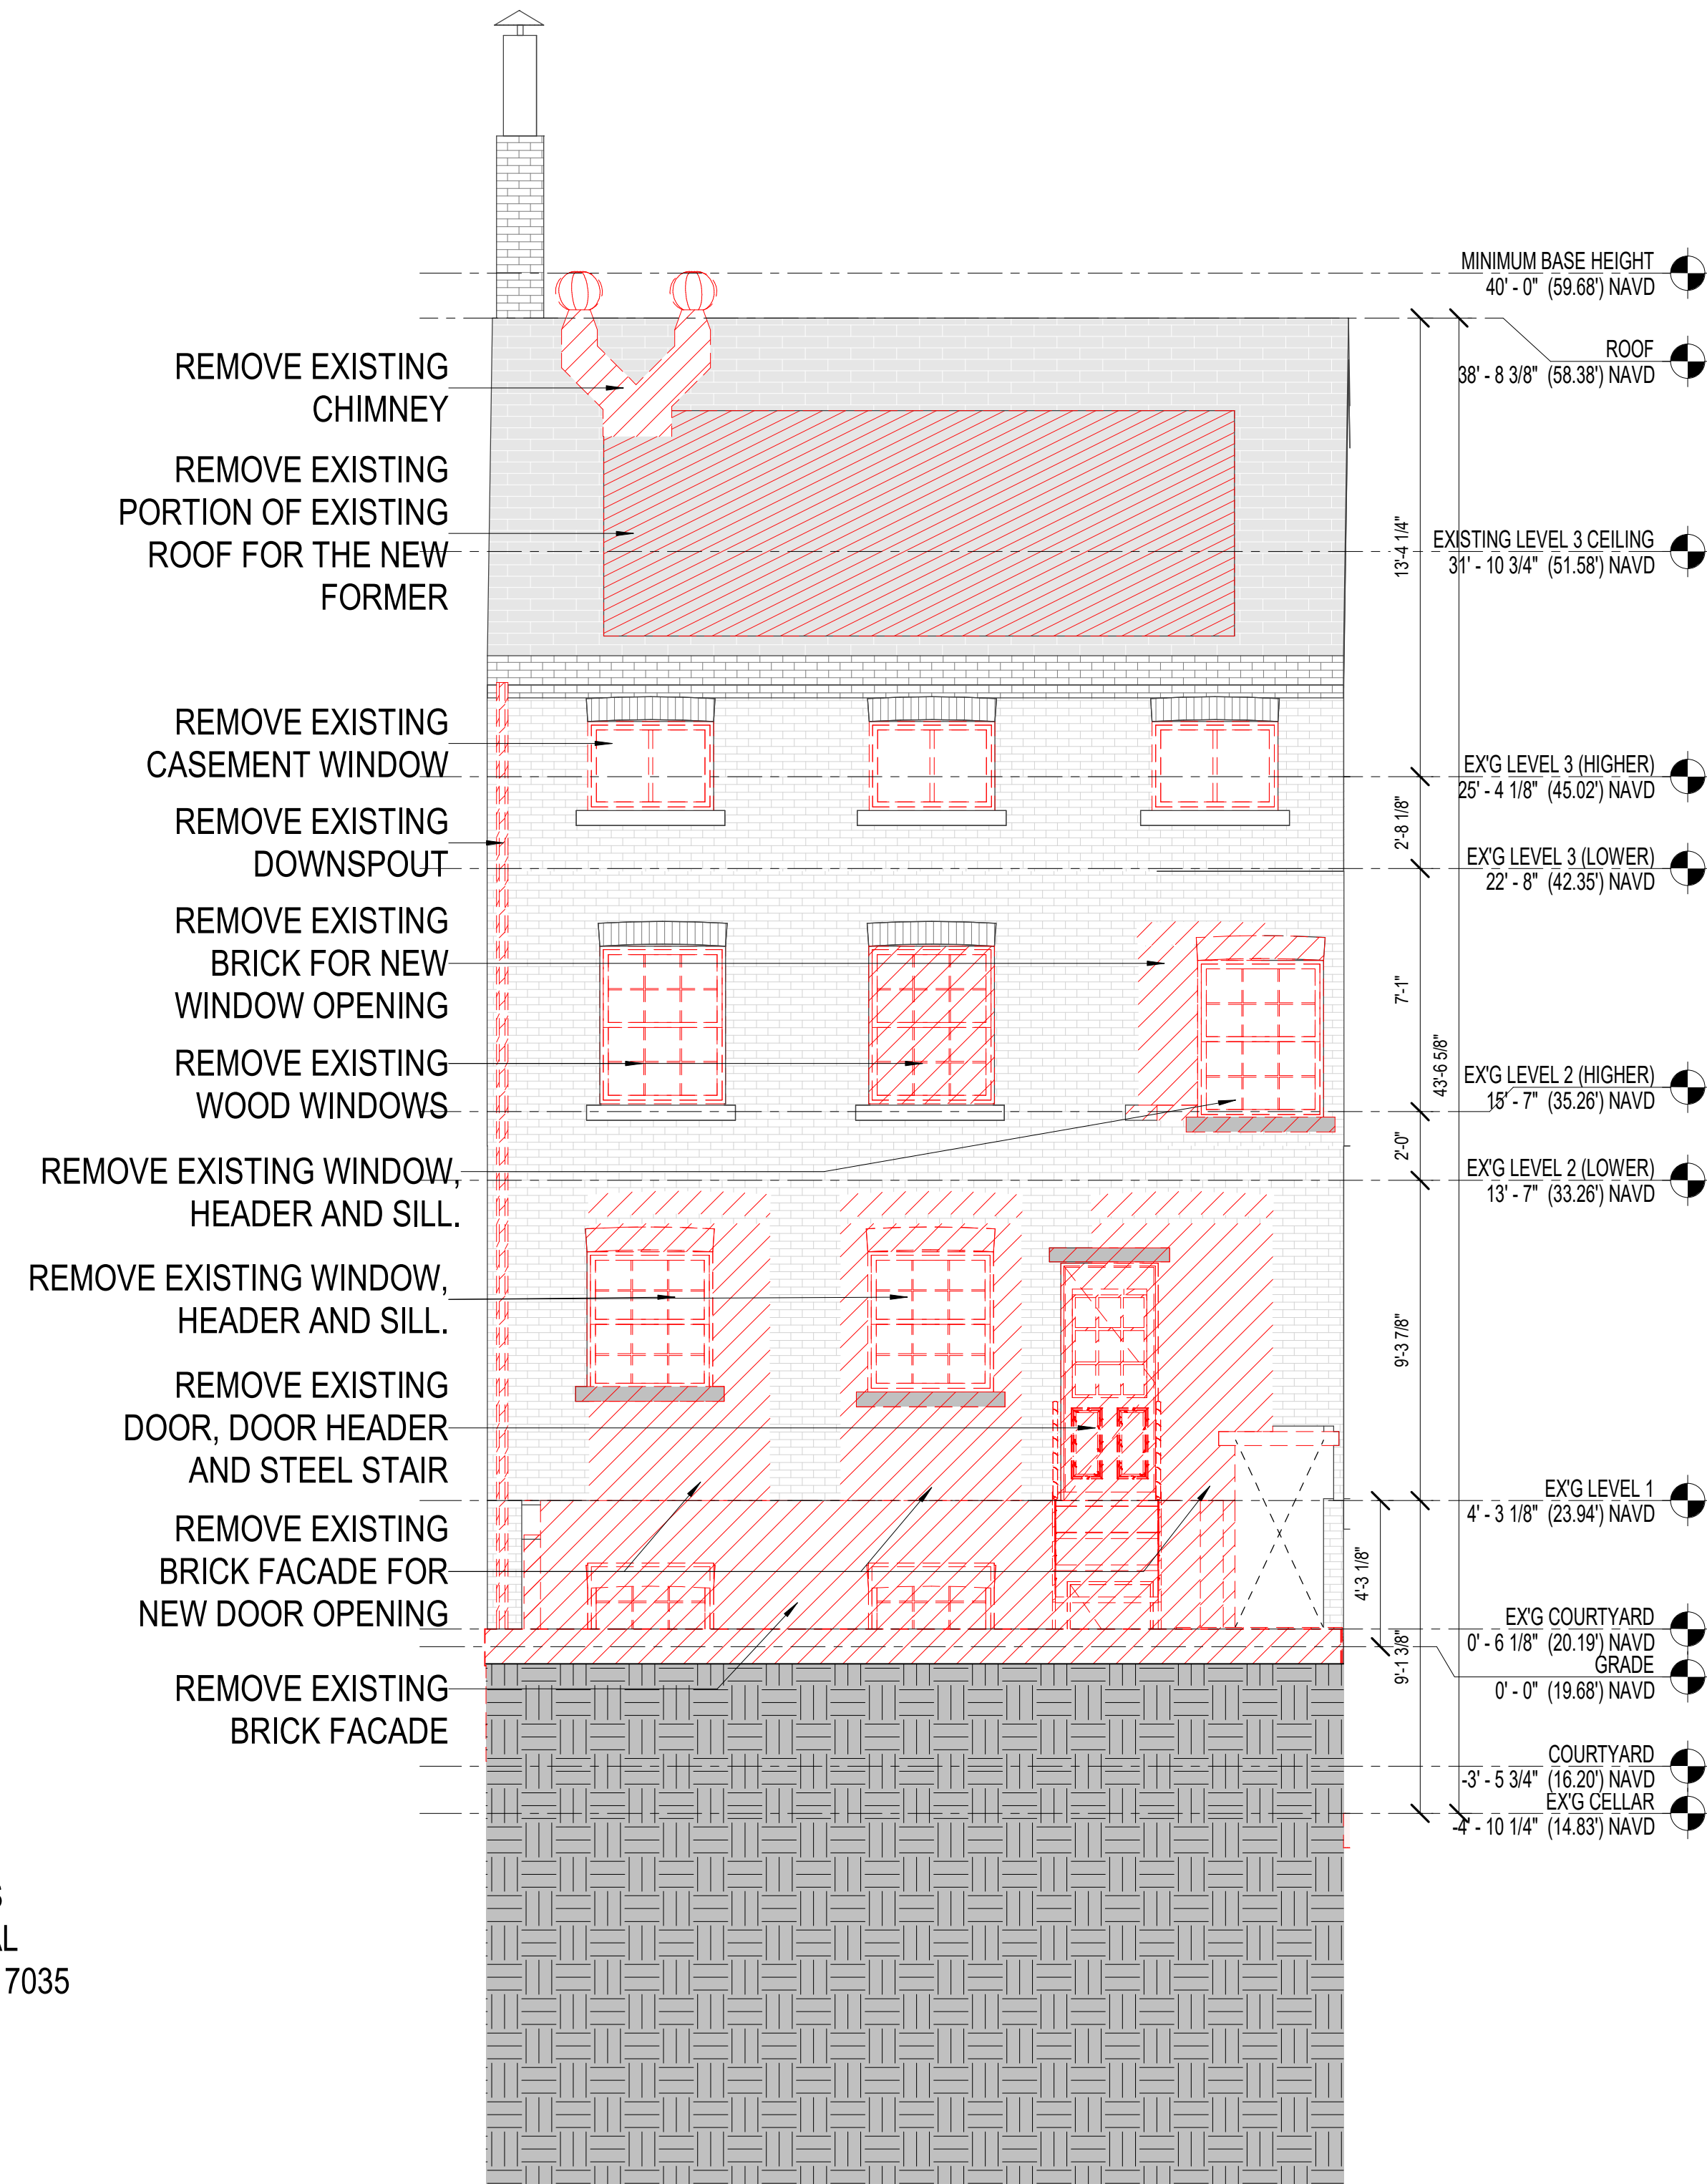 REMOVE EXISTING
CHIMNEY
REMOVE EXISTING
PORTION OF EXISTING
ROOF FOR THE NEW
FORMER
REMOVE EXISTING
CASEMENT WINDOW
REMOVE EXISTING
DOWNSPOUT
REMOVE EXISTING
BRICK FOR NEW
WINDOW OPENING
REMOVE EXISTING
WOOD WINDOWS
REMOVE EXISTING WINDOW,
HEADER AND SILL.
REMOVE EXISTING WINDOW,
HEADER AND SILL.
REMOVE EXISTING
DOOR, DOOR HEADER
AND STEEL STAIR
REMOVE EXISTING
BRICK FACADE FOR
NEW DOOR OPENING
REMOVE EXISTING
BRICK FACADE
S
AL
7035
13'-4 1/4"
2'-8 1/8"
7'-1"
43'-6 5/8"
2'-0"
9'-3 7/8"
4'-3 1/8"
9'-1 3/8"
MINIMUM BASE HEIGHT
40' - 0" (59.68') NAVD
ROOF
38' - 8 3/8" (58.38') NAVD
EXISTING LEVEL 3 CEILING
31' - 10 3/4" (51.58') NAVD
EX'G LEVEL 3 (HIGHER)
25' - 4 1/8" (45.02') NAVD
EX'G LEVEL 3 (LOWER)
22' - 8" (42.35') NAVD
EX'G LEVEL 2 (HIGHER)
15' - 7" (35.26') NAVD
EX'G LEVEL 2 (LOWER)
13' - 7" (33.26') NAVD
EX'G LEVEL 1
4' - 3 1/8" (23.94') NAVD
EX'G COURTYARD
0' - 6 1/8" (20.19') NAVD
GRADE
0' - 0" (19.68') NAVD
COURTYARD
-3' - 5 3/4" (16.20') NAVD
EX'G CELLAR
-4' - 10 1/4" (14.83') NAVD